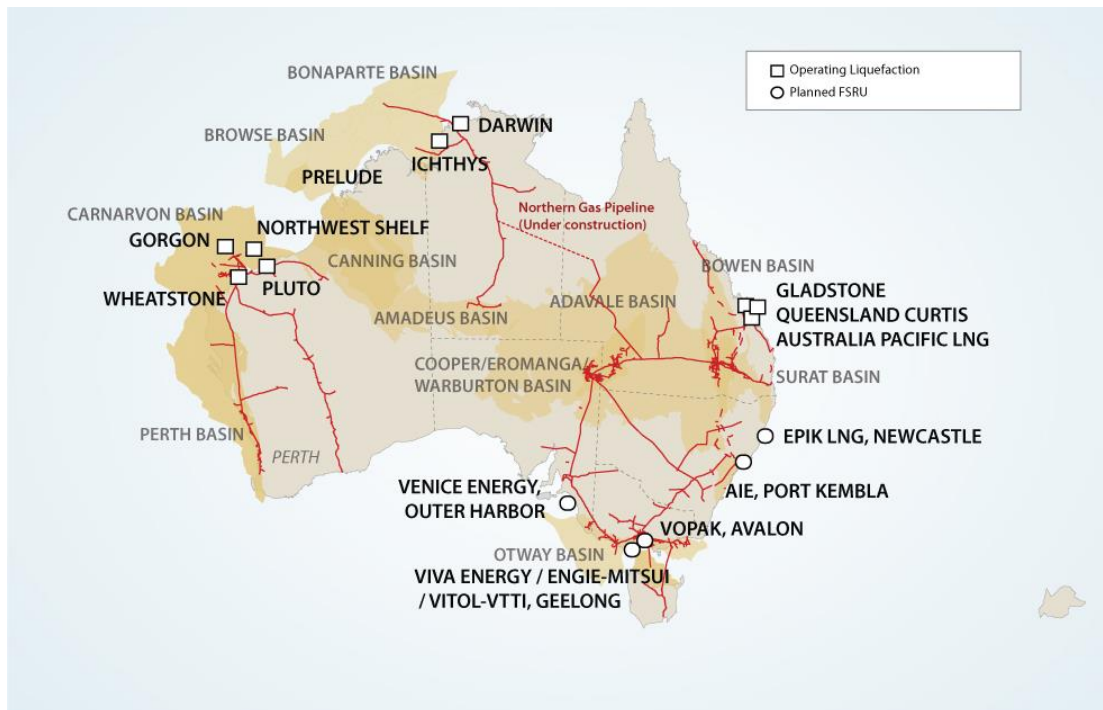 Operating Liquefaction
Planned FSRU
BONAPARTE BASIN
DARWIN
BROWSE BASIN
ICHTHYS
PRELUDE
CARNARVON BASIN
NORTHWEST SHELF
GORGON
Northern Gas Pipeline
(Under construction)
CANNING BASIN
BOWEN BASIN
WHEATSTONE
PLUTO
GLADSTONE
QUEENSLAND CURTIS
AUSTRALIA PACIFIC LNG
ADAVALE BASIN
AMADEUS BASIN
COOPER/EROMANGA/
WARBURTON BASIN
SURAT BASIN
PERTH BASIN
PERTH
EPIK LNG, NEWCASTLE
VENICE ENERGY,
OUTER HARBOR
AIE, PORT KEMBLA
VOPAK, AVALON
OTWAY BASIN
VIVA ENERGY / ENGIE-MITSUI
/ VITOL-VTTI, GEELONG